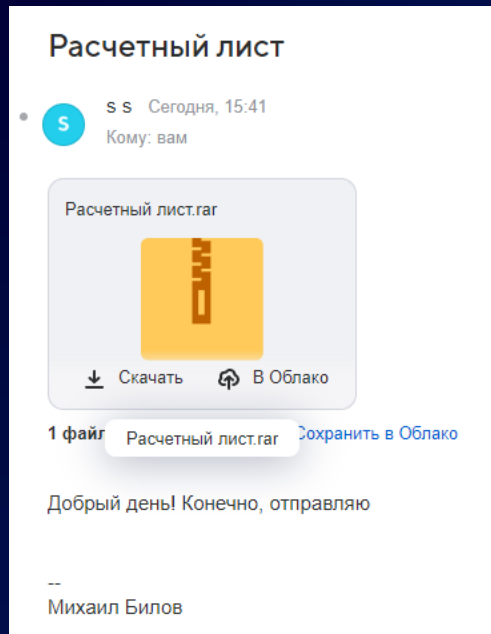 Расчетный лист
S S Сегодня, 15:41
S
Кому: вам
Расчетный лист.rar
Скачать В Облако
1 файл Расчетный лист.rar Сохранить в Облако
Добрый день! Конечно, отправляю
--
Михаил Билов